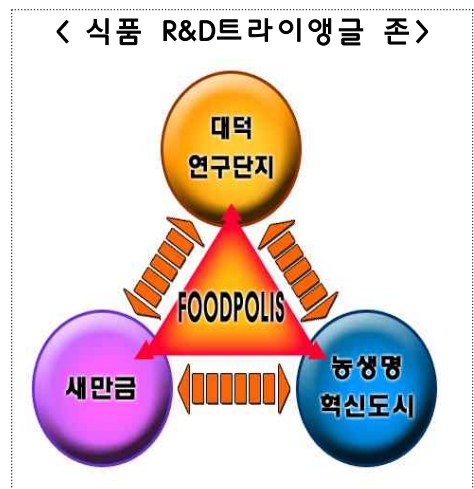 < 식품 R&D트라이앵글 존>
대덕
연구단지
FOODPOLIS
새만금
농생명
혁신도시